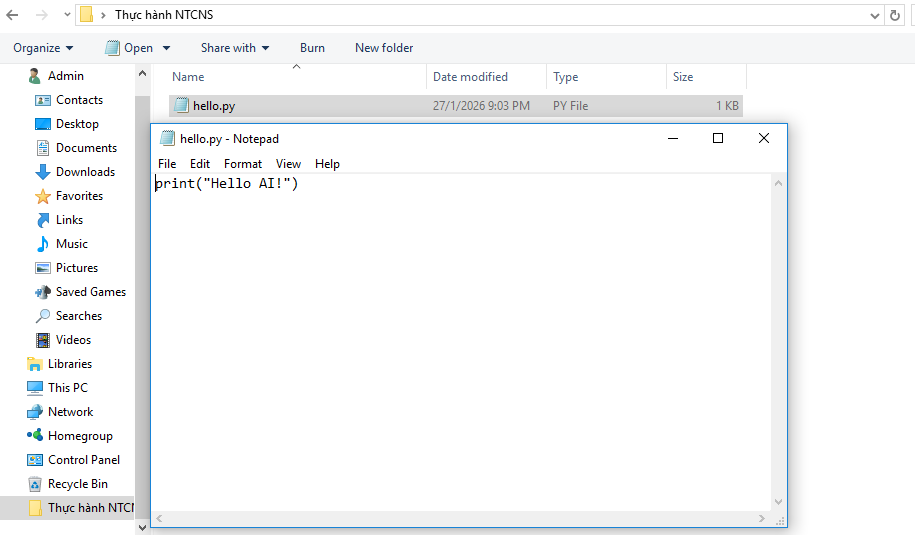 Thực hành NTCNS
Organize Open Share with Burn New folder
Admin
Contacts
Desktop
Documents
Downloads
Favorites
Links
Music
Pictures
Saved Games
Searches
Videos
Libraries
This PC
Network
Homegroup
Control Panel
Recycle Bin
Thực hành NTC
Name Date modified Type Size
hello.py 27/1/2026 9:03 PM PY File 1 KB
hello.py - Notepad
File Edit Format View Help
print("Hello AI!")